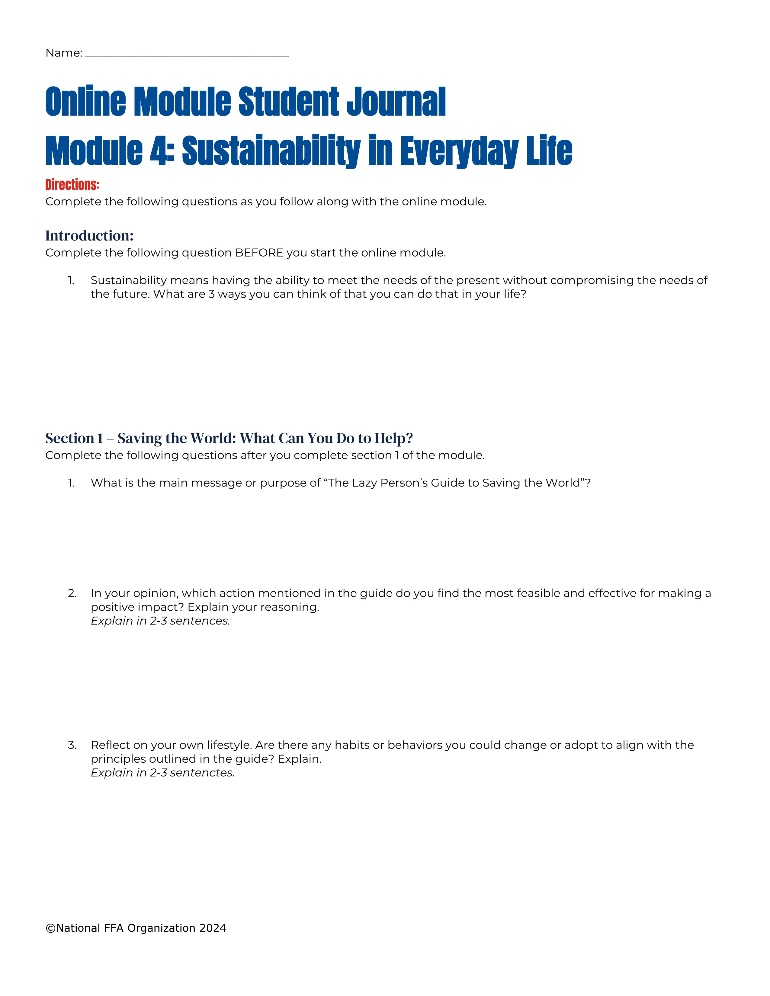 Name: ___________________________________
Online Module Student Journal
Module 4: Sustainability in Everyday Life
Directions:
Complete the following questions as you follow along with the online module.
Introduction:
Complete the following question BEFORE you start the online module.
1. Sustainability means having the ability to meet the needs of the present without compromising the needs of
the future. What are 3 ways you can think of that you can do that in your life?
Section 1 – Saving the World: What Can You Do to Help?
Complete the following questions after you complete section 1 of the module.
1. What is the main message or purpose of “The Lazy Person’s Guide to Saving the World”?
2. In your opinion, which action mentioned in the guide do you find the most feasible and effective for making a
positive impact? Explain your reasoning.
Explain in 2-3 sentences.
3. Reflect on your own lifestyle. Are there any habits or behaviors you could change or adopt to align with the
principles outlined in the guide? Explain.
Explain in 2-3 sentenctes.
©National FFA Organization 2024